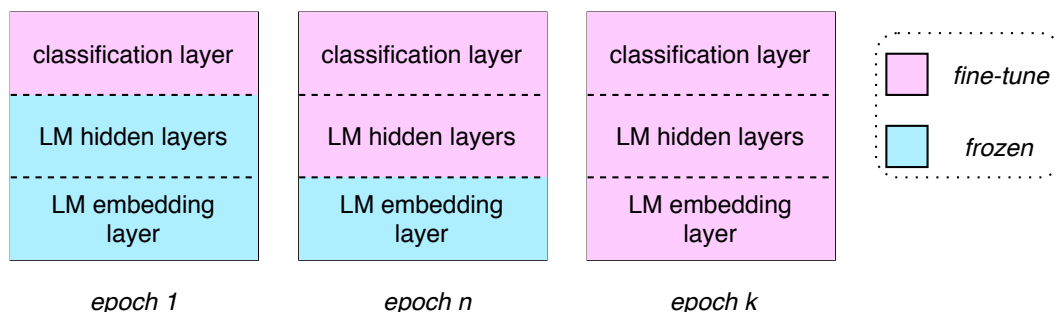 classification layer
LM hidden layers
LM embedding
layer
epoch 1
classification layer
LM hidden layers
LM embedding
layer
epoch n
classification layer
LM hidden layers
LM embedding
layer
epoch k
fine-tune
frozen